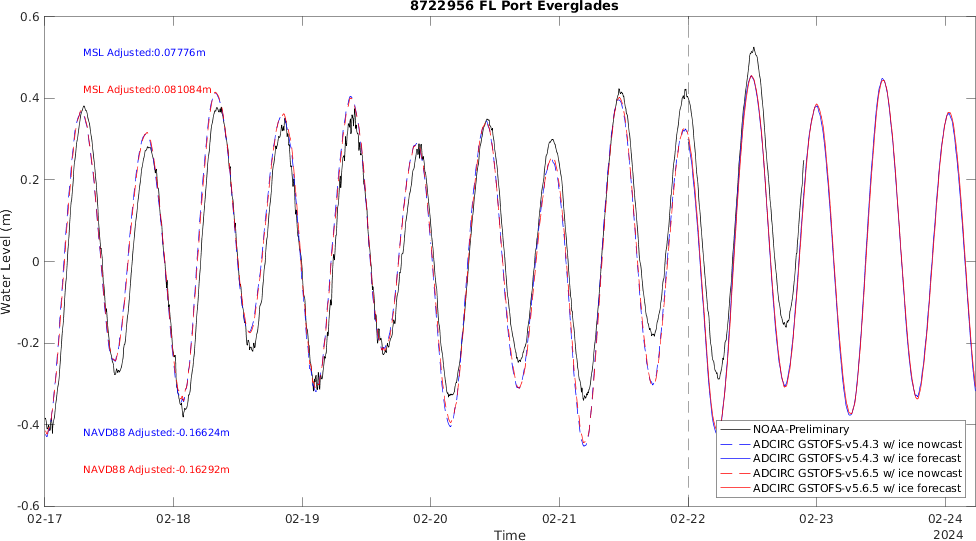 8722956 FL Port Everglades
0.6
0.4
0.2
0
-0.2
-0.4
-0.6
Water Level (m)
MSL Adjusted:0.07776m
MSL Adjusted:0.081084m
NAVD88 Adjusted:-0.16624m
NAVD88 Adjusted:-0.16292m
NOAA-Preliminary
ADCIRC GSTOFS-v5.4.3 w/ ice nowcast
ADCIRC GSTOFS-v5.4.3 w/ ice forecast
ADCIRC GSTOFS-v5.6.5 w/ ice nowcast
ADCIRC GSTOFS-v5.6.5 w/ ice forecast
02-17 02-18 02-19 02-20 02-21 02-22 02-23 02-24
Time
2024